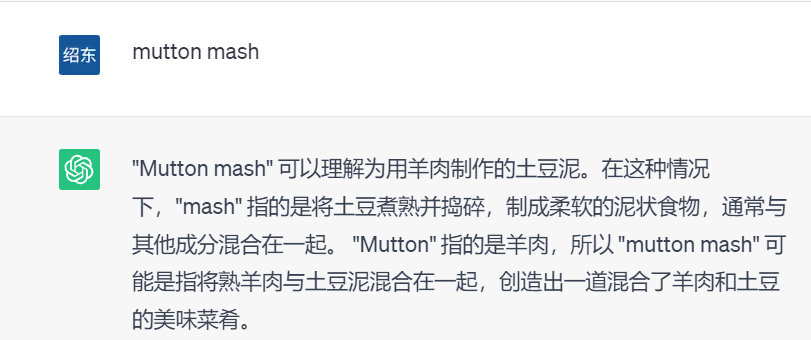 绍东
mutton mash
"Mutton mash" 可以理解为用羊肉制作的土豆泥。在这种情况
下，"mash" 指的是将土豆煮熟并捣碎，制成柔软的泥状食物，通常与
其他成分混合在一起。 "Mutton" 指的是羊肉，所以 "mutton mash" 可
能是指将熟羊肉与土豆泥混合在一起，创造出一道混合了羊肉和土豆
的美味菜肴。